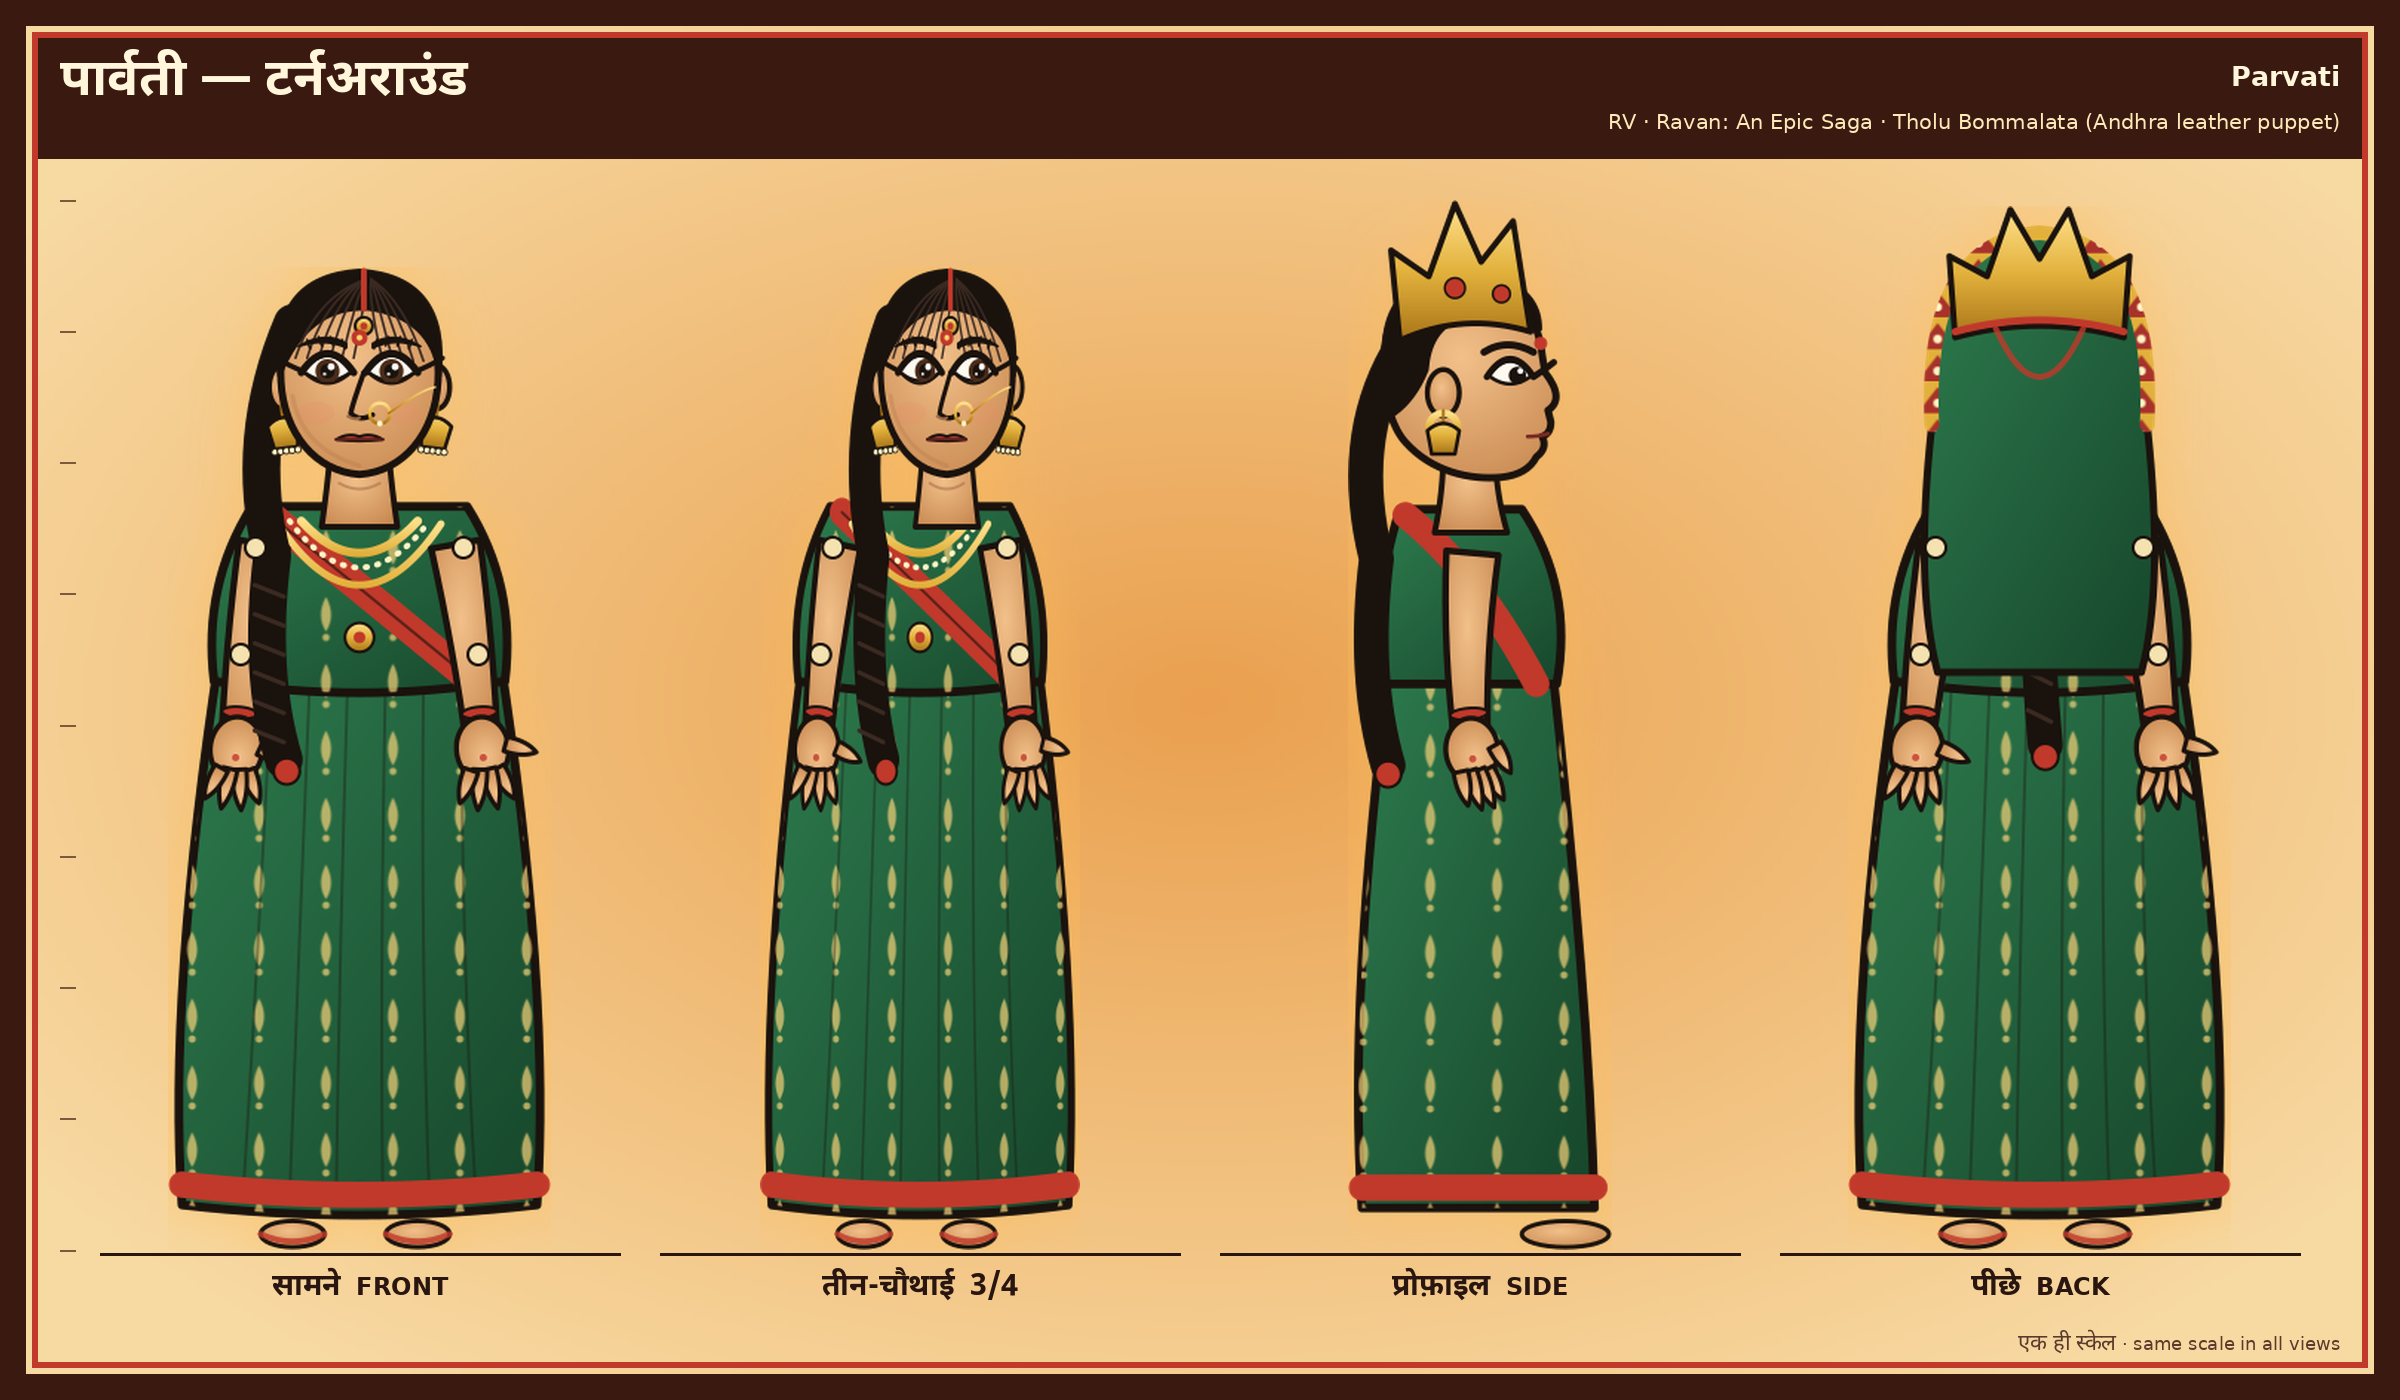 पार्वती — टर्नअराउंड
Parvati
RV · Ravan: An Epic Saga · Tholu Bommalata (Andhra leather puppet)
सामने FRONT
तीन-चौथाई 3/4
प्रोफ़ाइल SIDE
पीछे BACK
एक ही स्केल · same scale in all views